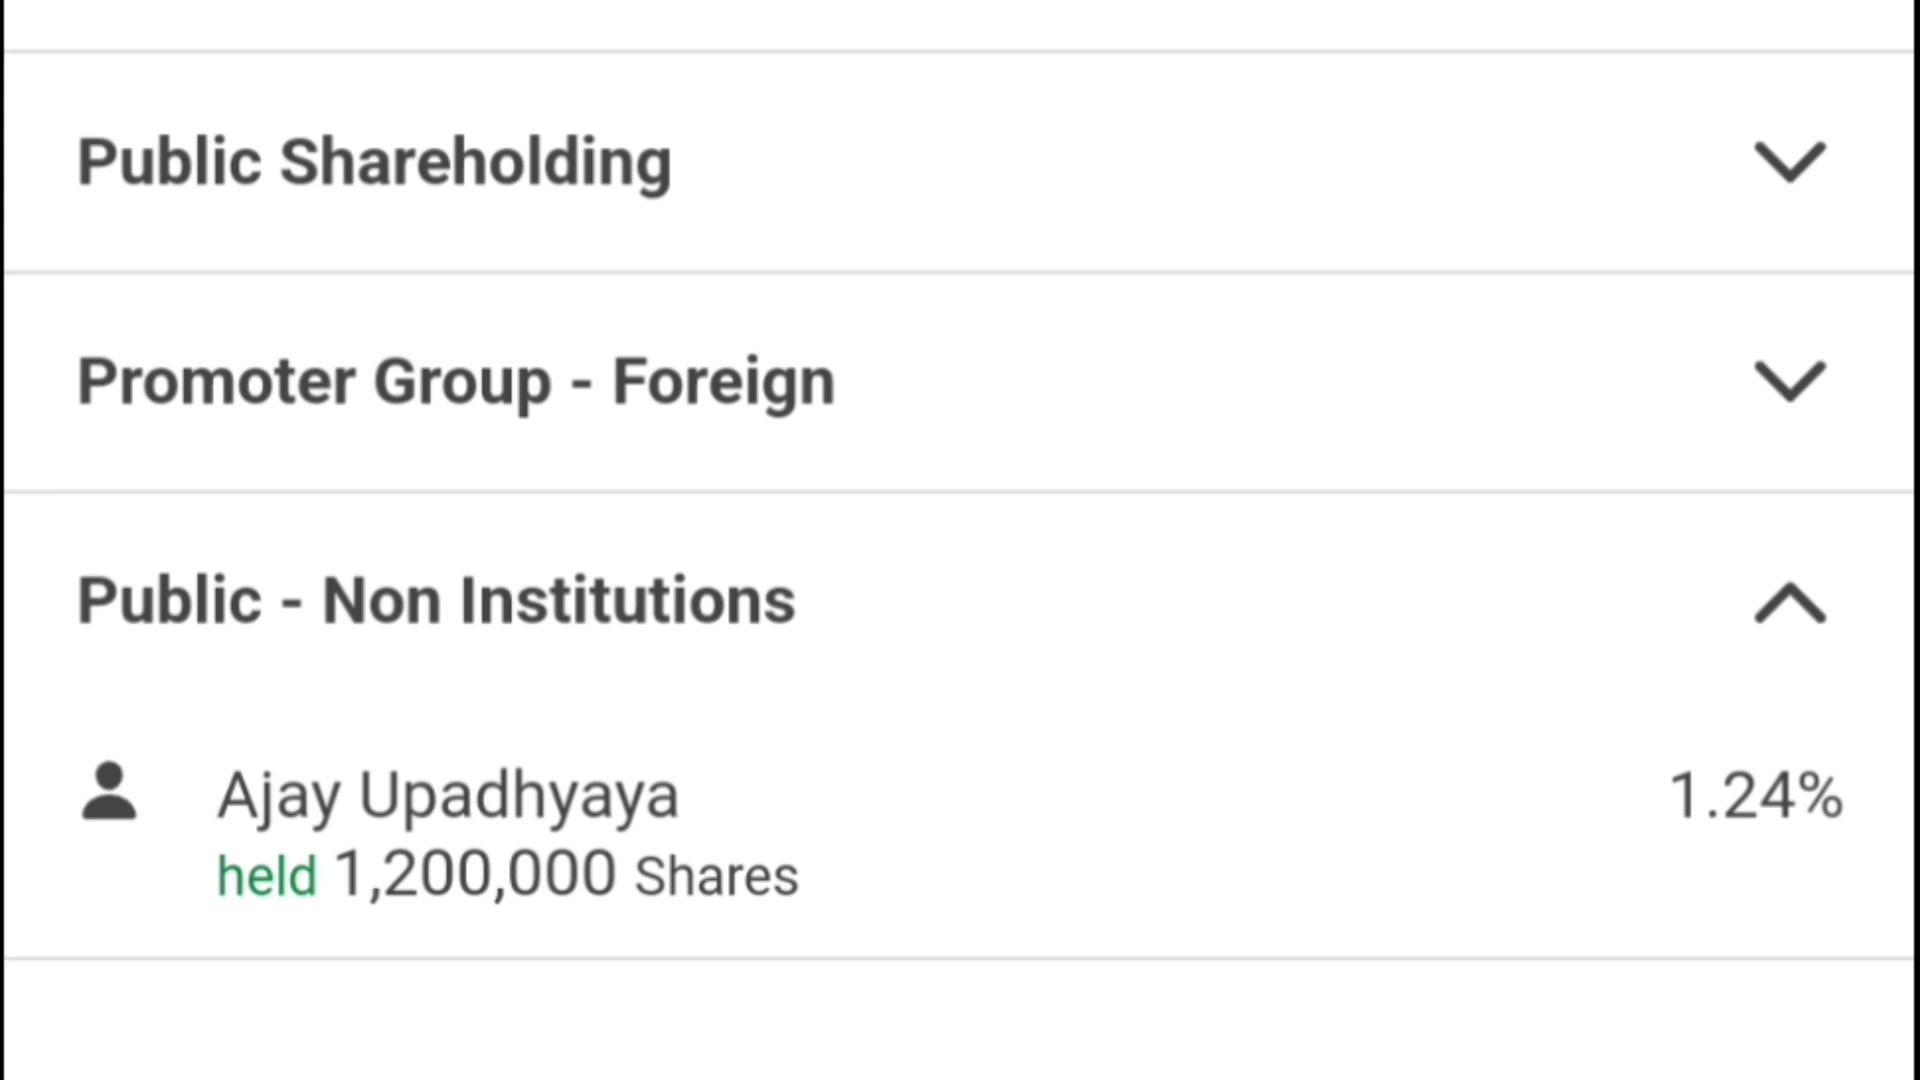 Public Shareholding
Promoter Group - Foreign
Public - Non Institutions
Ajay Upadhyaya 1.24%
held 1,200,000 Shares